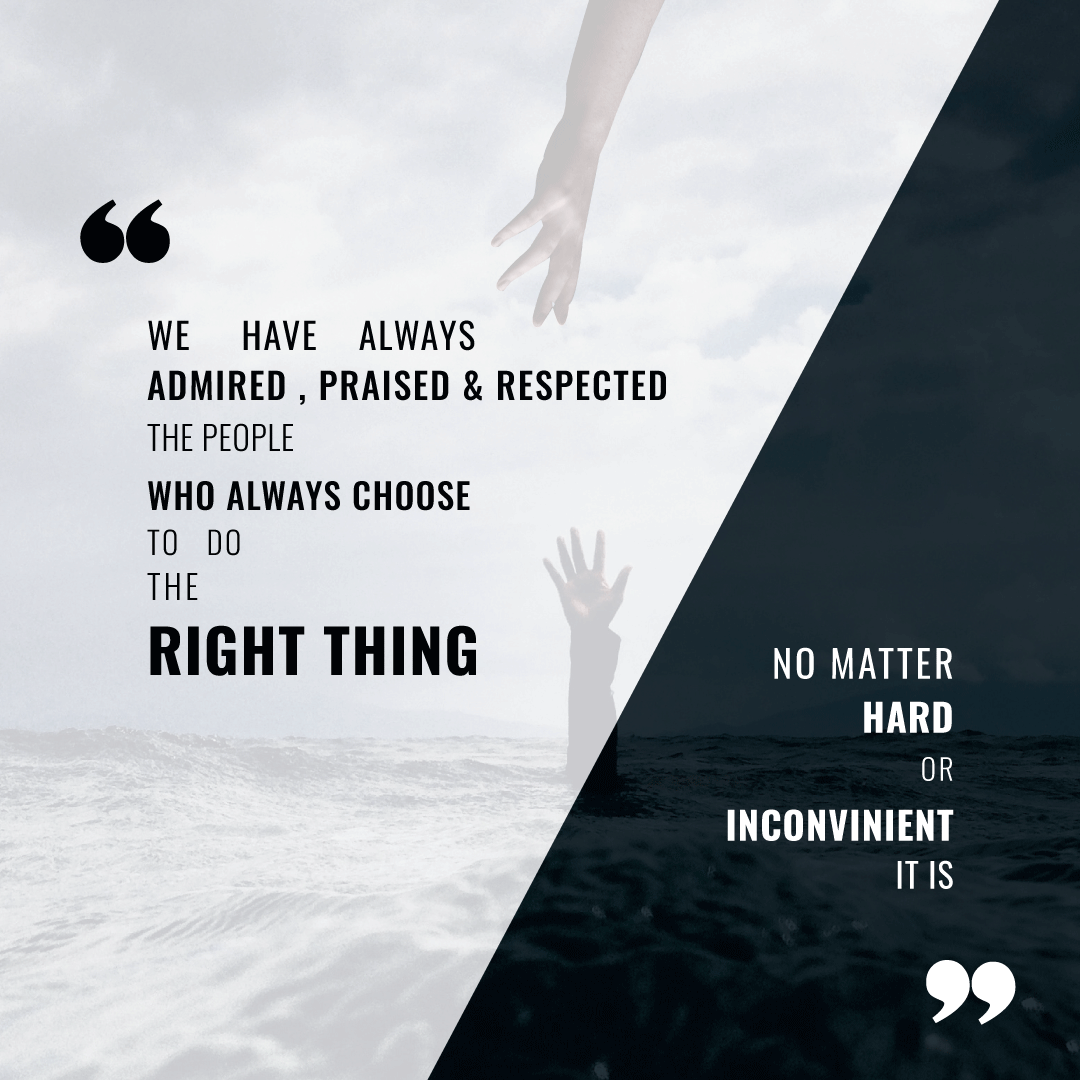 “
WE HAVE ALWAYS
ADMIRED , PRAISED & RESPECTED
THE PEOPLE
WHO ALWAYS CHOOSE
TO DO
THE
RIGHT THING
NO MATTER
HARD
OR
INCONVINIENT
IT IS
”